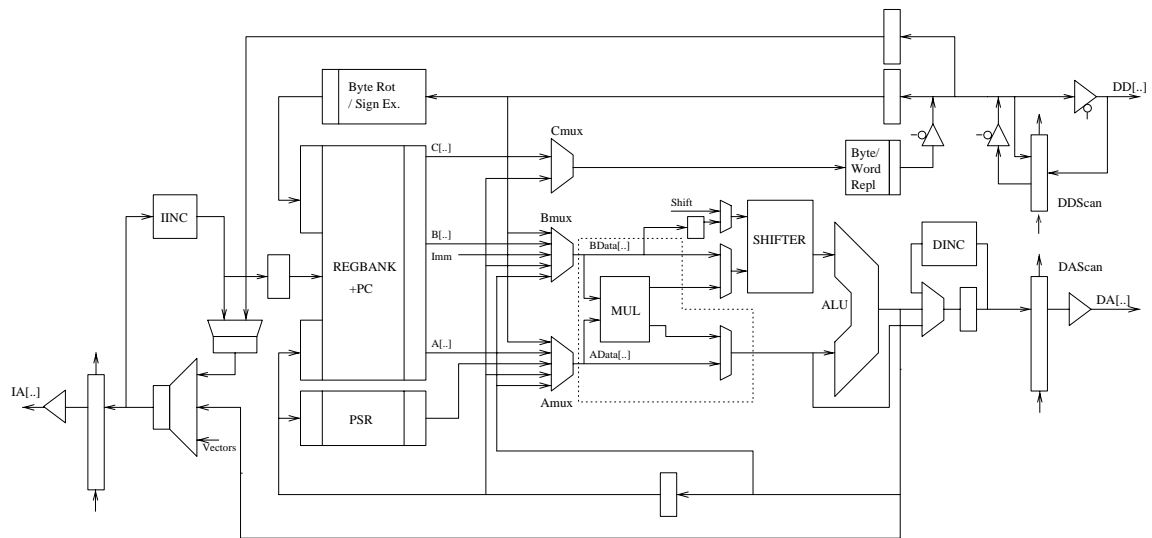 Byte Rot
/ Sign Ex.
DD[..]
Cmux
C[..]
Byte/
Word
Repl
DDScan
IINC
Shift
Bmux
B[..]
BData[..]
Imm
SHIFTER
DINC
REGBANK
+PC
DAScan
MUL
ALU
DA[..]
A[..]
AData[..]
IA[..]
Amux
PSR
Vectors